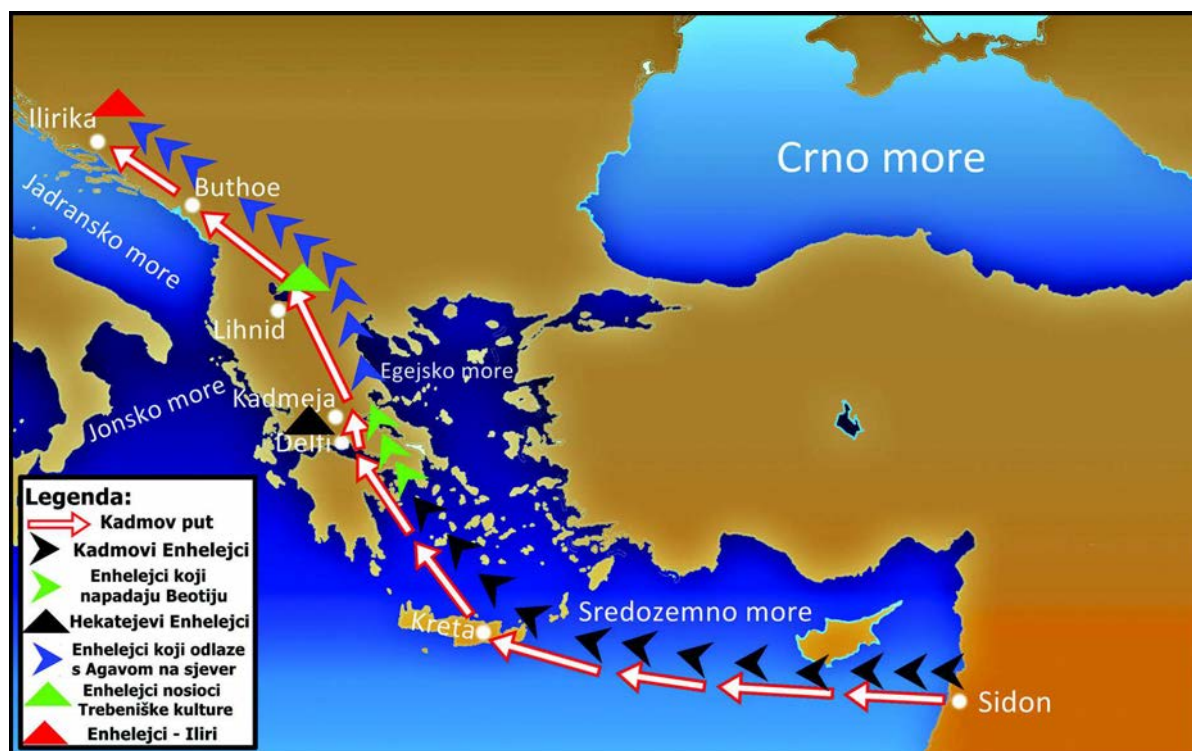 Crno more
Ilirika
Buthoe
Jadransko more
Lihnid
Egejsko more
Jonsko more
Kadmeja
Delfi
Kreta
Sredozemno more
Sidon
Legenda:
Kadmov put
Kadmovi Enhelejci
Enhelejci koji
napadaju Beotiju
Hekatejevi Enhelejci
Enhelejci koji odlaze
s Agavom na sjever
Enhelejci nosioci
Trebeniške kulture
Enhelejci - Iliri